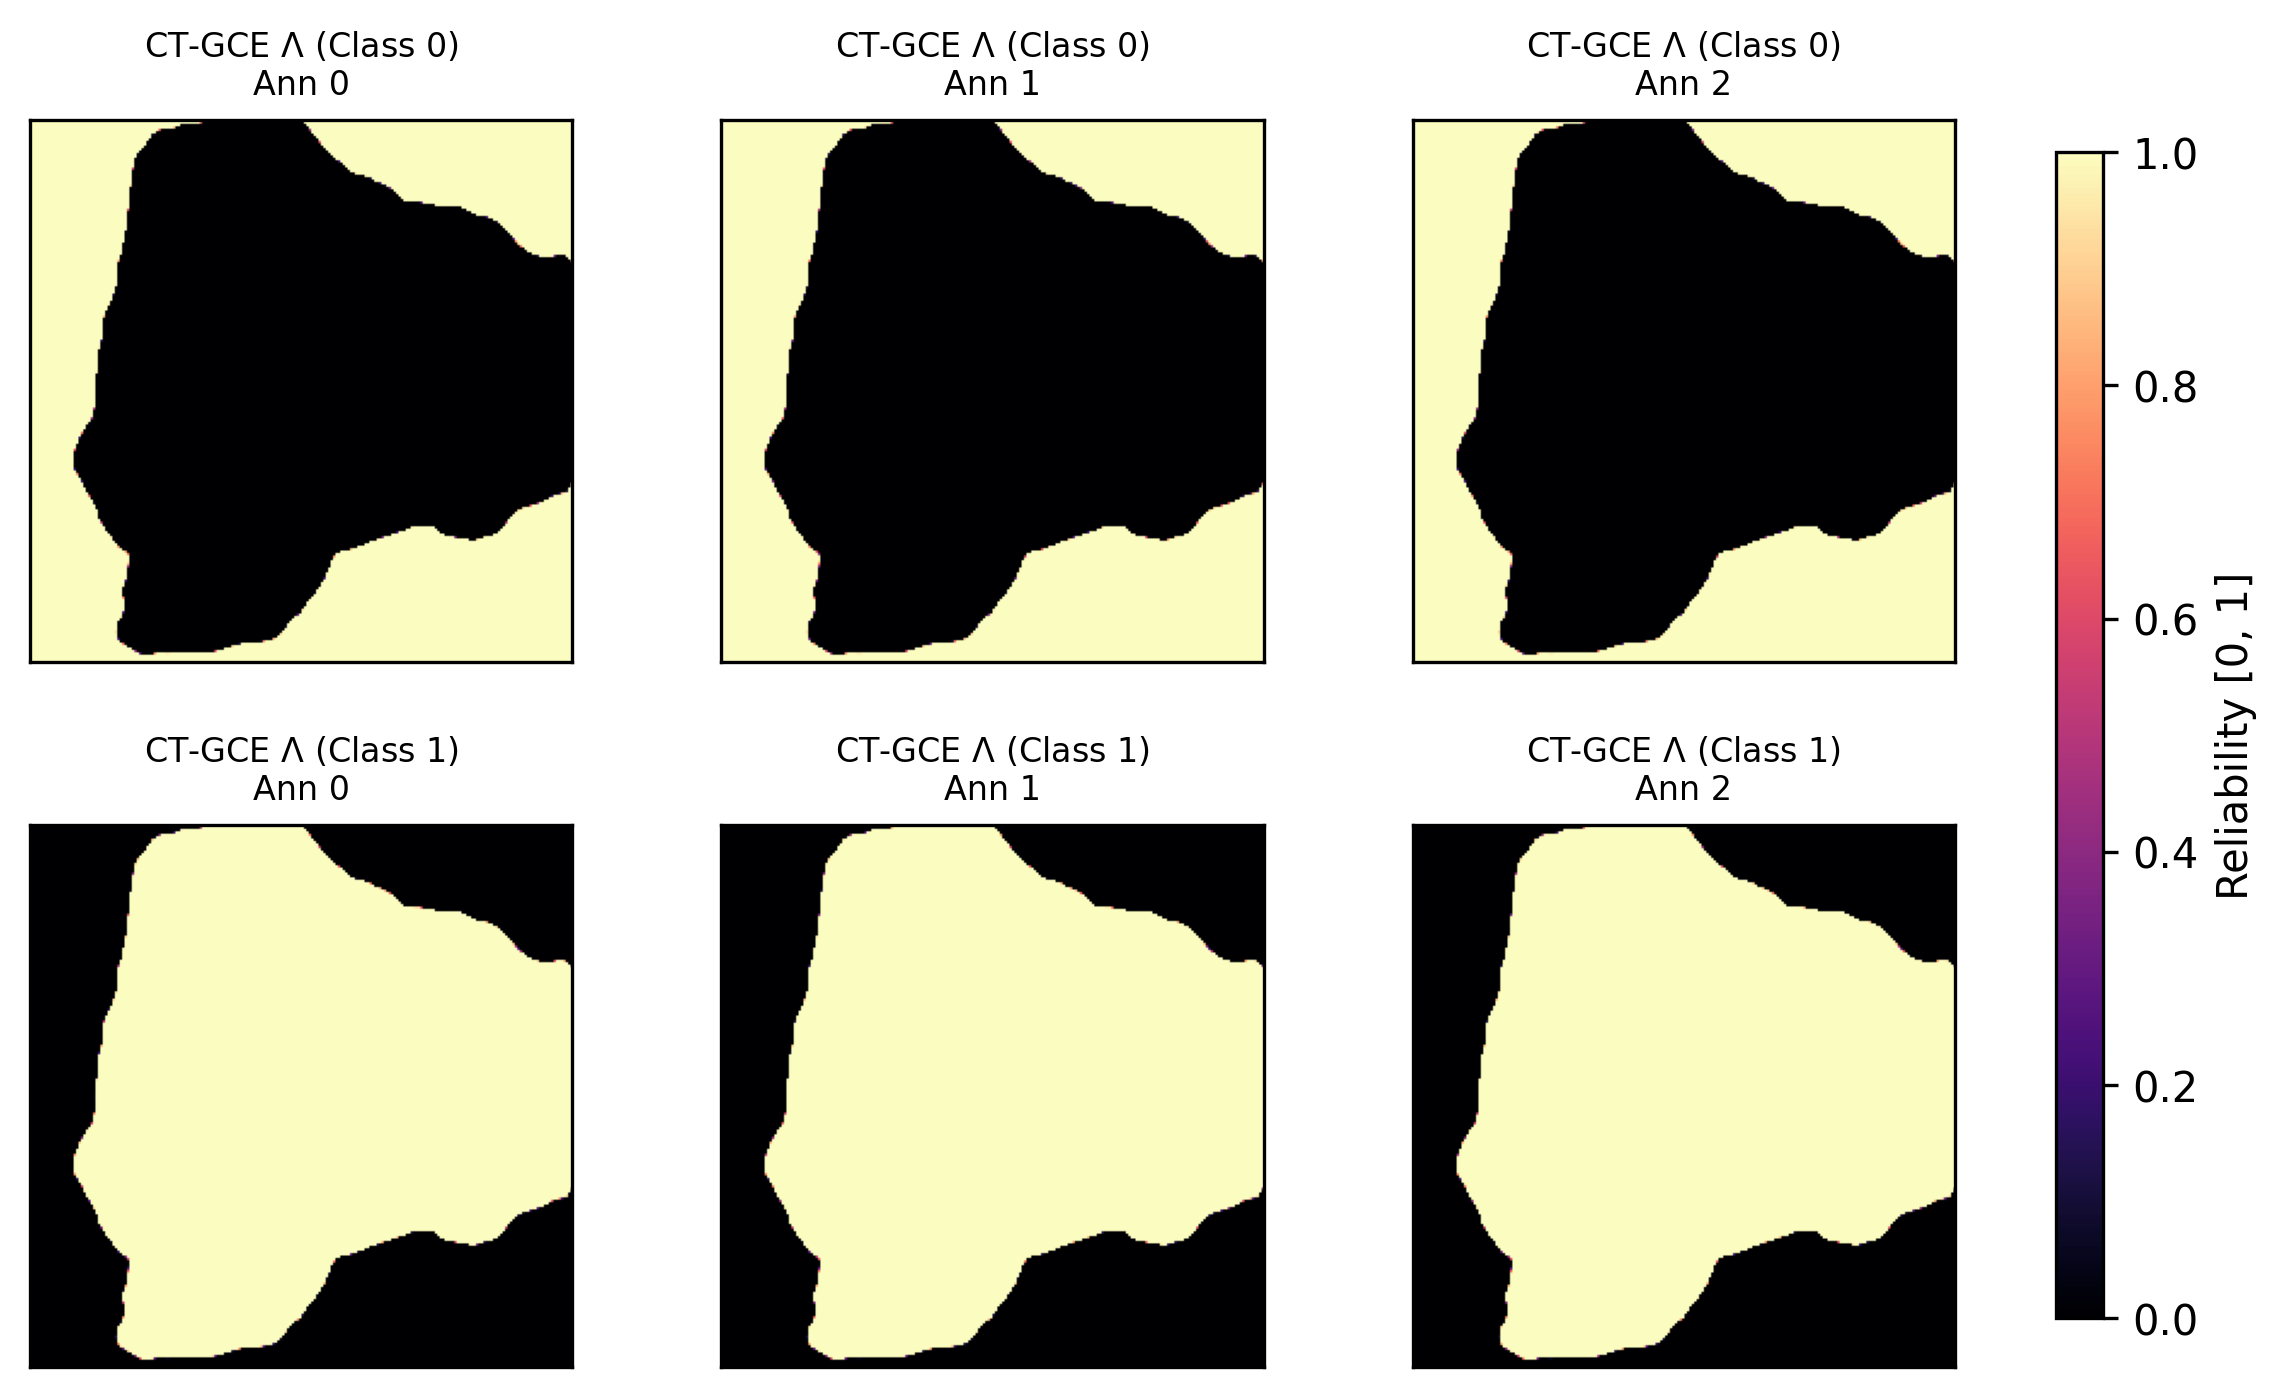 CT-GCE Λ (Class 0)
Ann 0
CT-GCE Λ (Class 0)
Ann 1
CT-GCE Λ (Class 0)
Ann 2
CT-GCE Λ (Class 1)
Ann 0
CT-GCE Λ (Class 1)
Ann 1
CT-GCE Λ (Class 1)
Ann 2
1.0
0.8
0.6
0.4
0.2
0.0
Reliability [0, 1]